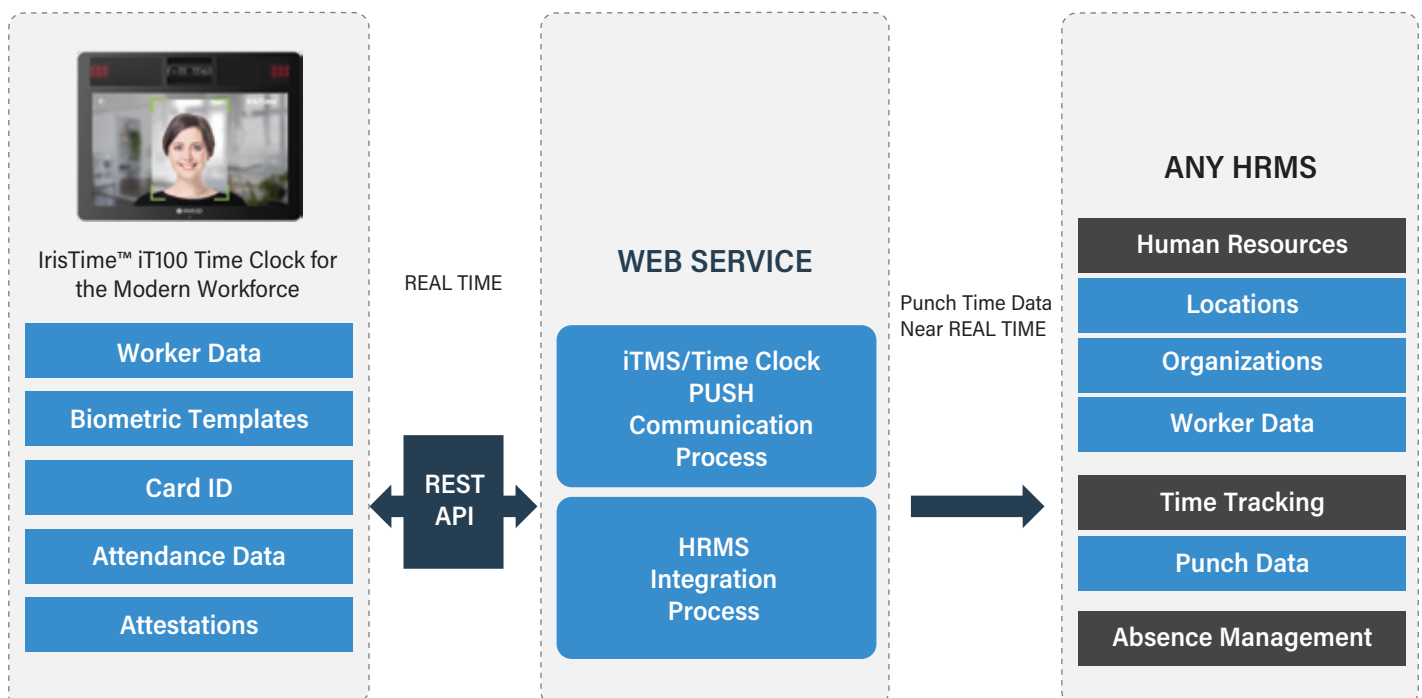 IrisTime™ iT100 Time Clock for
the Modern Workforce
Worker Data
Biometric Templates
Card ID
Attendance Data
Attestations
REAL TIME
REST
API
WEB SERVICE
iTMS/Time Clock
PUSH
Communication
Process
HRMS
Integration
Process
Punch Time Data
Near REAL TIME
ANY HRMS
Human Resources
Locations
Organizations
Worker Data
Time Tracking
Punch Data
Absence Management